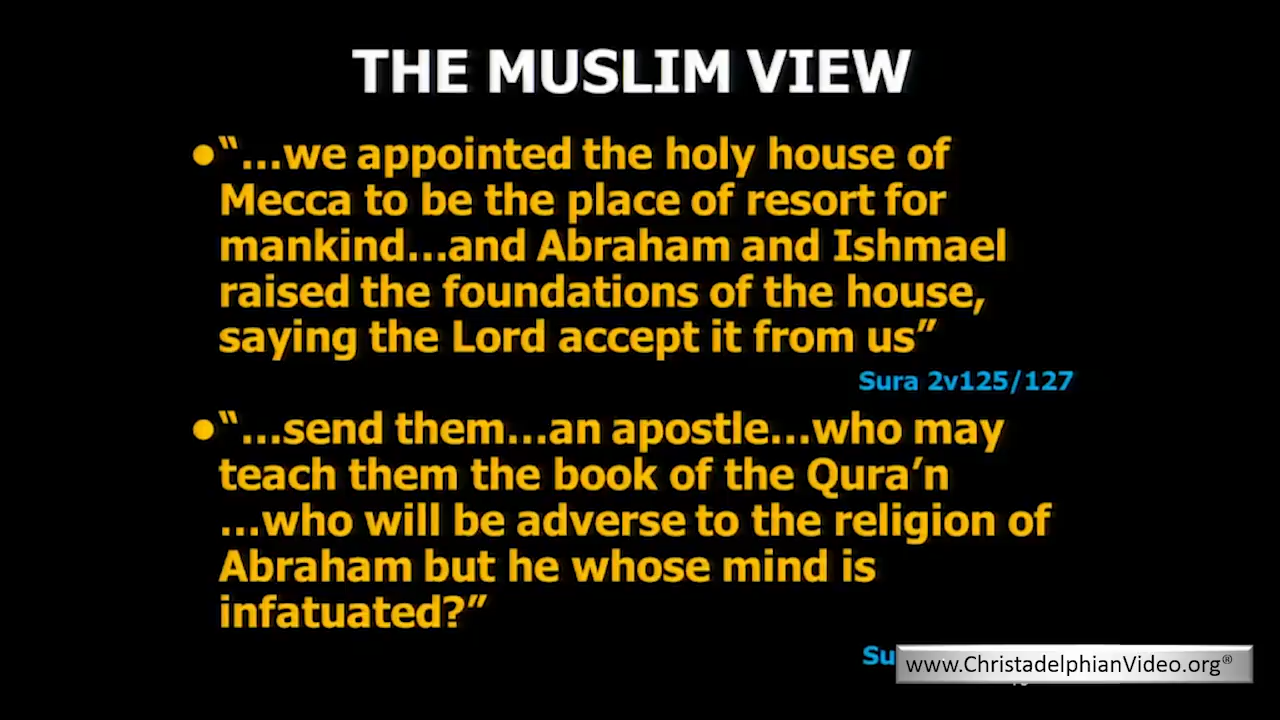 THE MUSLIM VIEW
●“...we appointed the holy house of
Mecca to be the place of resort for
mankind...and Abraham and Ishmael
raised the foundations of the house,
saying the Lord accept it from us”
Sura 2v125/127
●“...send them...an apostle...who may
teach them the book of the Qura’n
...who will be adverse to the religion of
Abraham but he whose mind is
infatuated?”
www.ChristadelphianVideo.org®